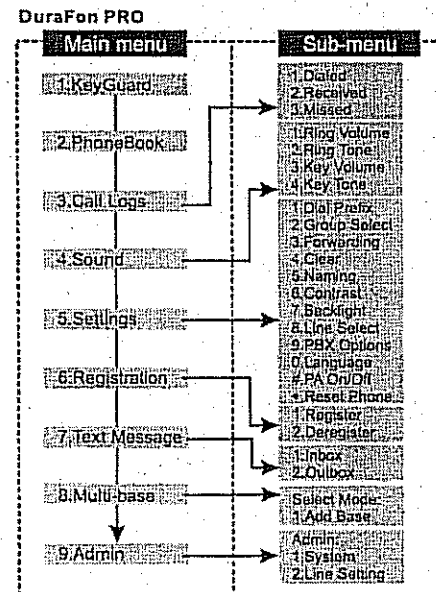 DuraFon PRO
Main menu
1.KeyGuard
2.PhoneBook
3.Call Logs
4.Sound
5.Settings
6.Registration
7.Text Message
8.Multi-base
9.Admin
Sub-menu
1.Dialed
2.Received
3.Missed
1.Ring Volume
2.Ring Tone
3.Key Volume
4.Key Tone
1.Dial Prefix
2.Group Select
3.Forwarding
4.Clear
5.Naming
6.Contrast
7.Backlight
8.Line Select
9.PBX Options
0.Language
#.PA On/Off
*.Reset Phone
1.Register
2.Deregister
1.Inbox
2.Outbox
Select Mode:
1.Add Base
Admin:
1.System
2.Line Setting